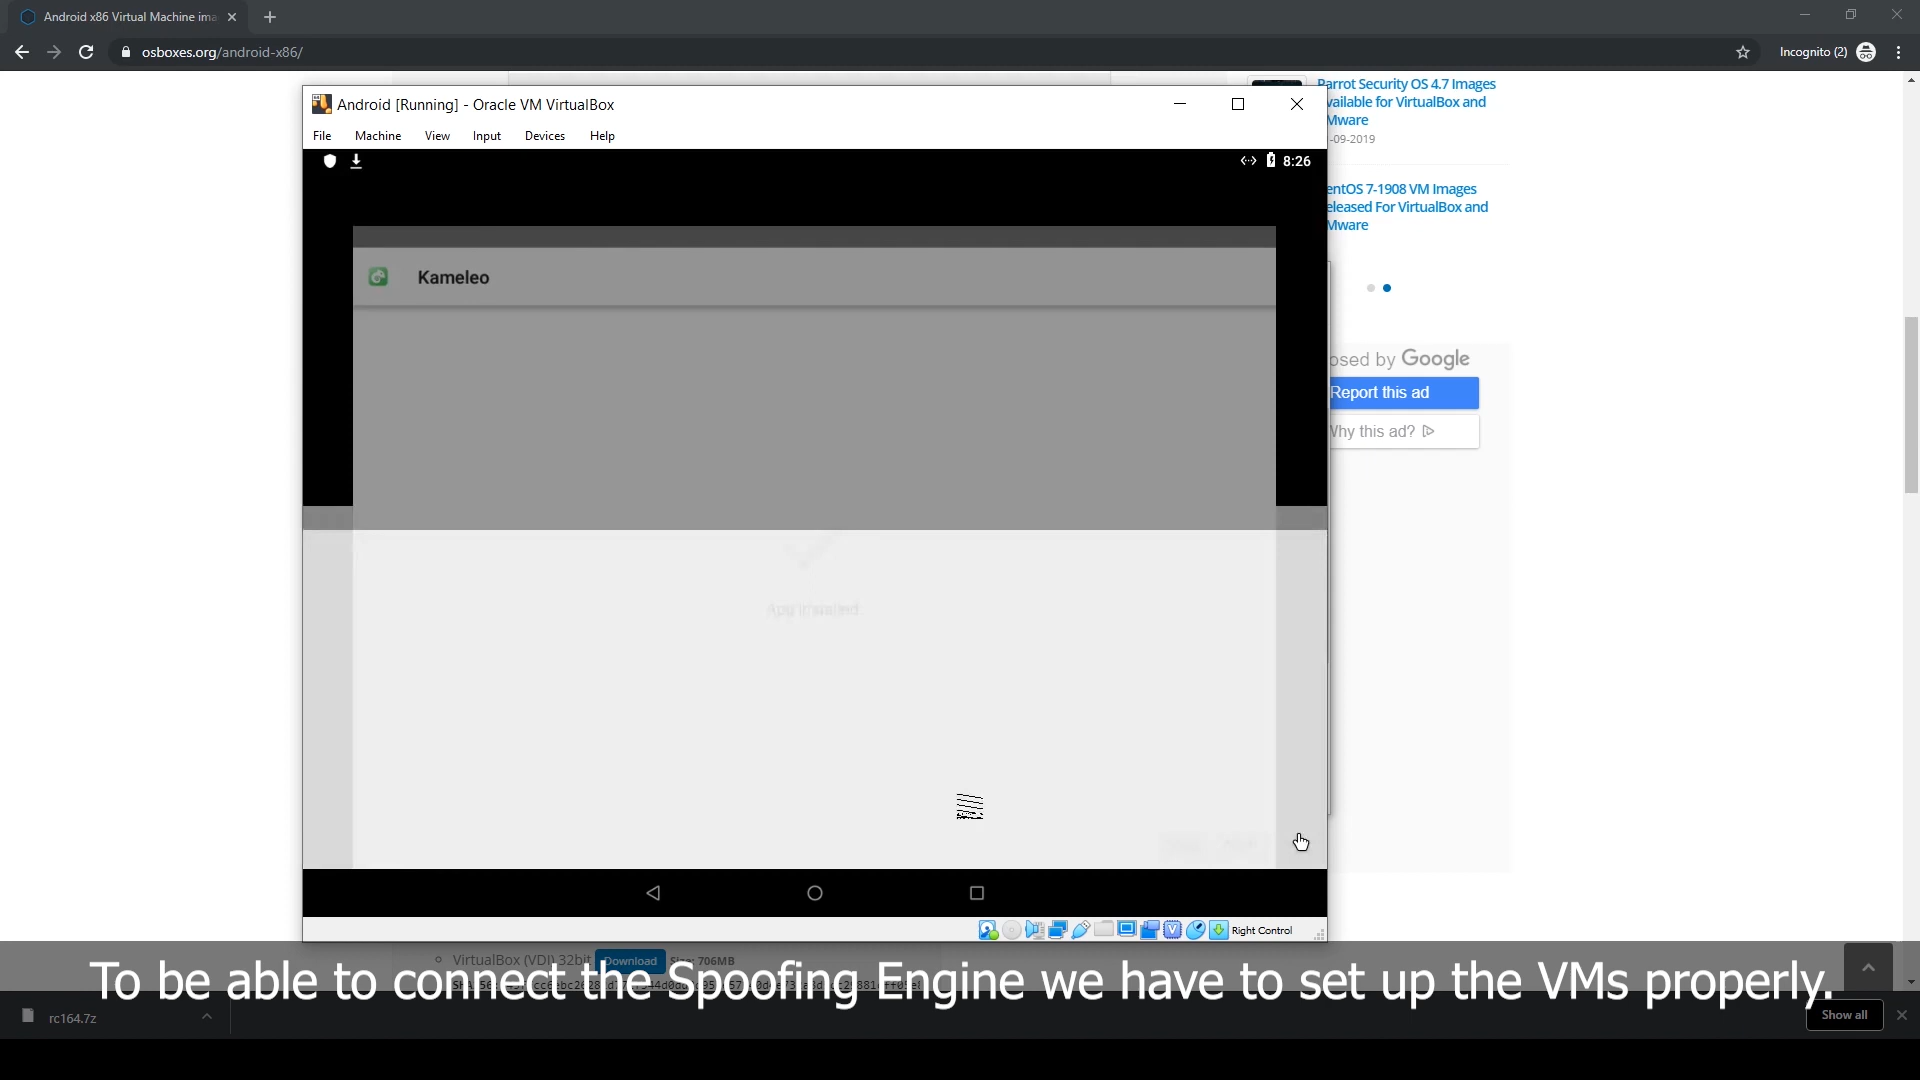 Android x86 Virtual Machine ima
osboxes.org/android-x86/
Incognito (2)
Parrot Security OS 4.7 Images
vailable for VirtualBox and
Mware
-09-2019
entOS 7-1908 VM Images
eleased For VirtualBox and
Mware
osed by Google
Report this ad
Why this ad?
Android [Running] - Oracle VM VirtualBox
File Machine View Input Devices Help
8:26
Kameleo
App installed.
Right Control
VirtualBox (VDI) 32bit Download Size: 706MB
To be able to connect the Spoofing Engine we have to set up the VMs properly.
rc164.7z
Show all